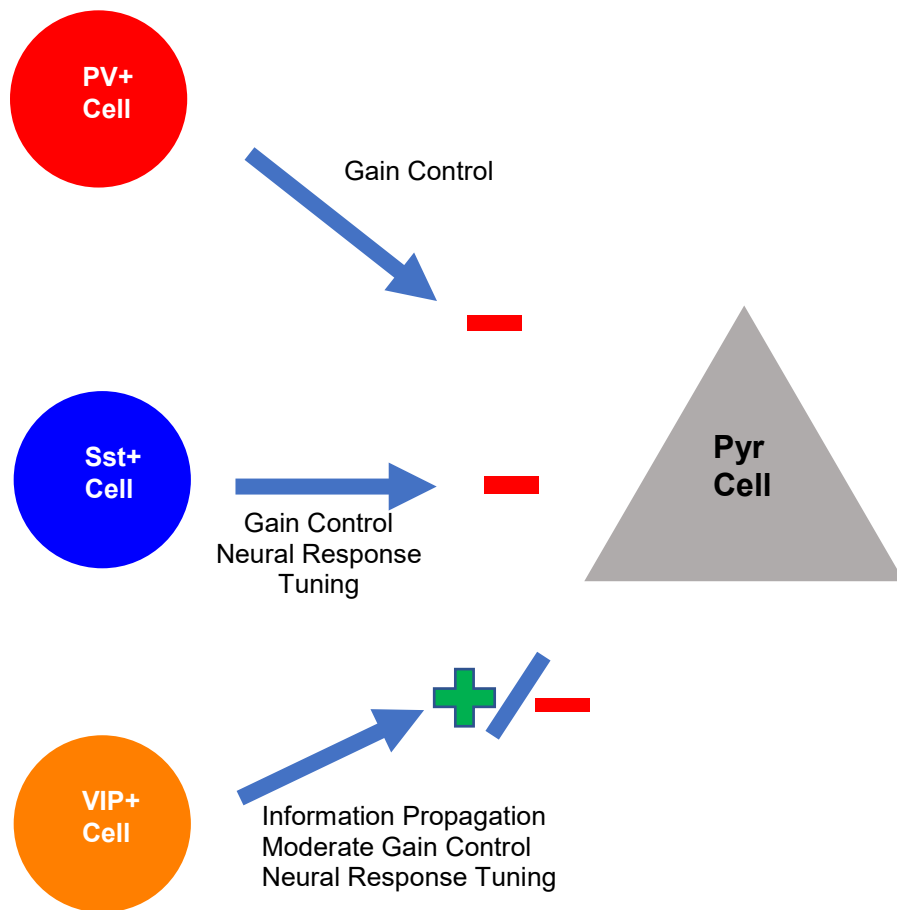 PV+
Cell
Gain Control
Sst+
Cell
Gain Control
Neural Response
Tuning
Pyr
Cell
VIP+
Cell
Information Propagation
Moderate Gain Control
Neural Response Tuning